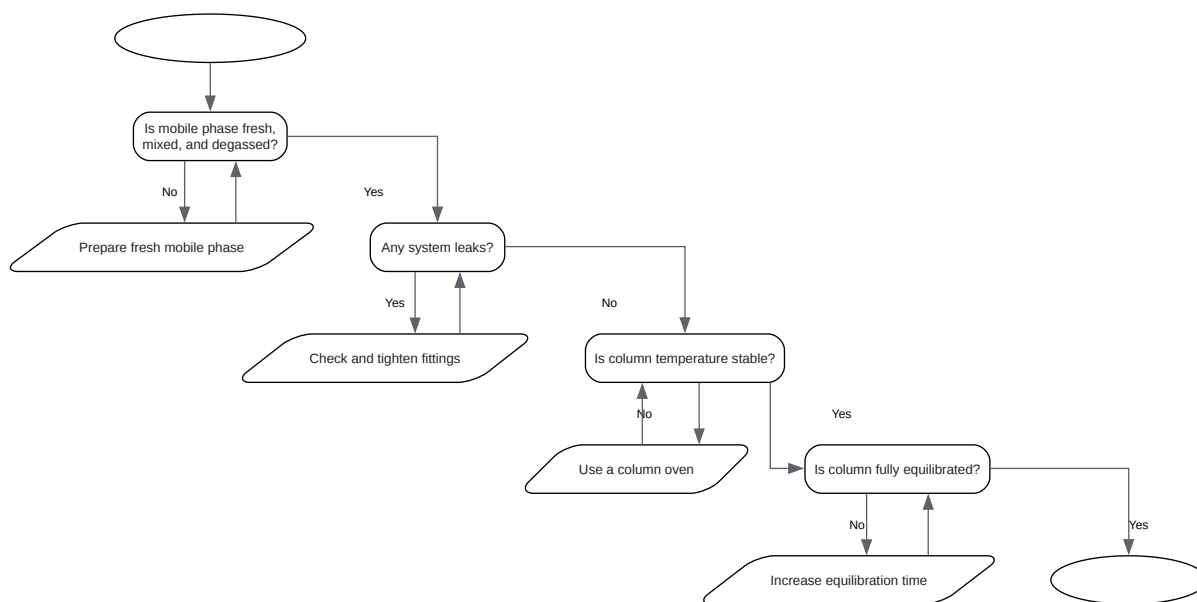 Is mobile phase fresh,
mixed, and degassed?
No
Yes
Prepare fresh mobile phase
Any system leaks?
Yes
No
Check and tighten fittings
Is column temperature stable?
No
Yes
Use a column oven
Is column fully equilibrated?
No
Yes
Increase equilibration time